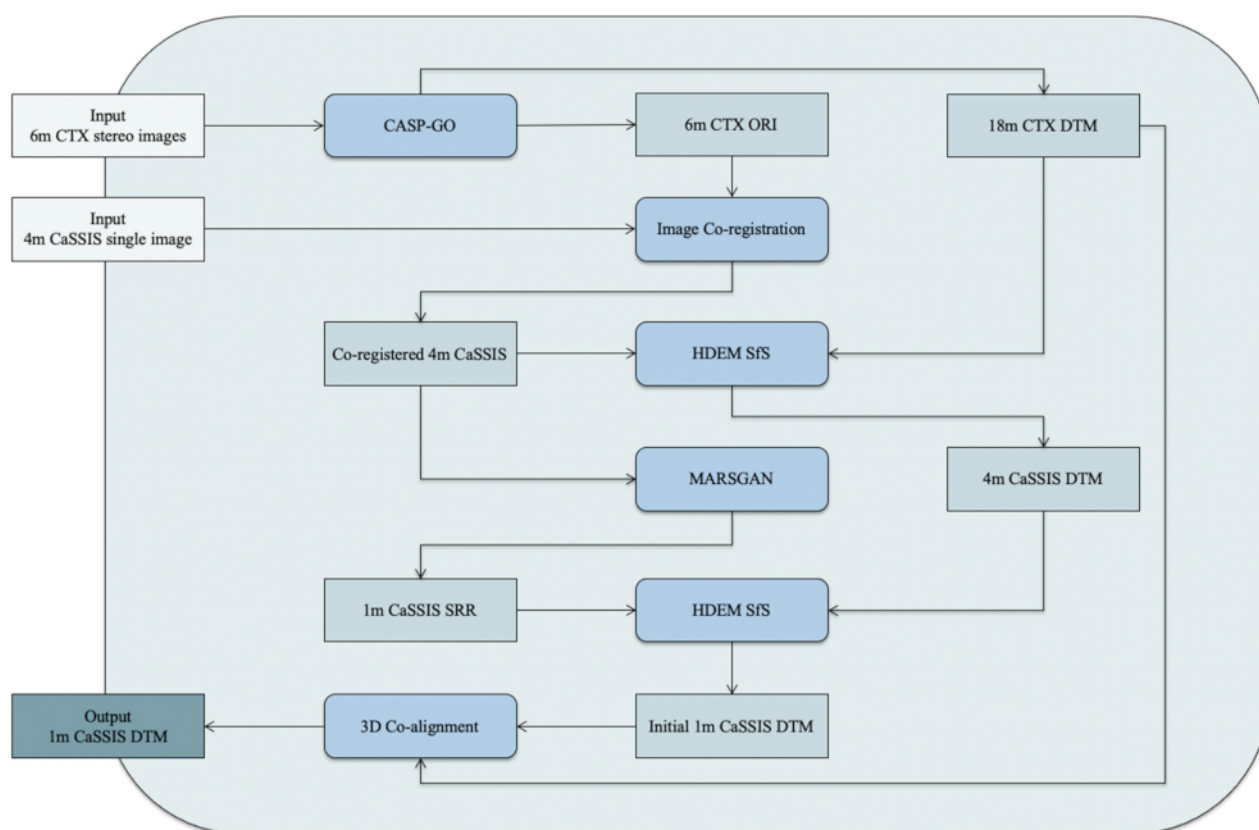 Input
6m CTX stereo images
CASP-GO
6m CTX ORI
18m CTX DTM
Input
4m CaSSIS single image
Image Co-registration
Co-registered 4m CaSSIS
HDEM SfS
MARSGAN
4m CaSSIS DTM
1m CaSSIS SRR
HDEM SfS
Output
1m CaSSIS DTM
3D Co-alignment
Initial 1m CaSSIS DTM